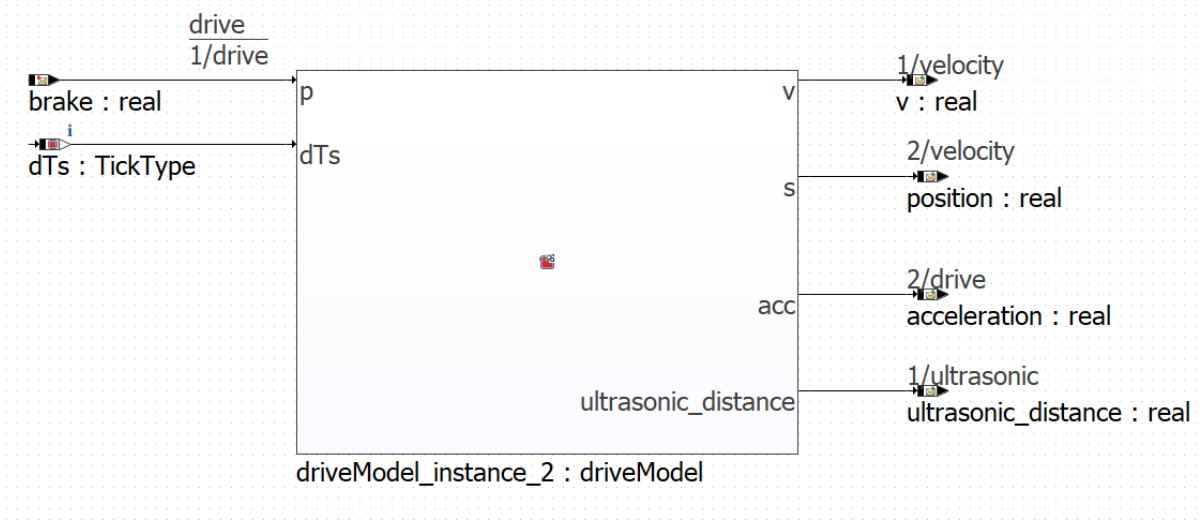 drive
1/drive
brake : real
p
i
dTs : TickType
dTs
v
1/velocity
v : real
2/velocity
s
position : real
2/drive
acc
acceleration : real
1/ultrasonic
ultrasonic_distance
ultrasonic_distance : real
driveModel_instance_2 : driveModel